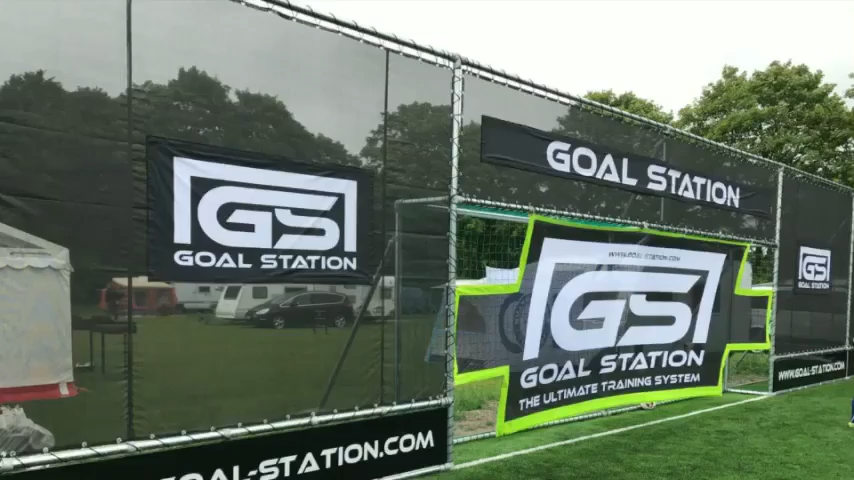 GS
GOAL STATION
GOAL STATION
WWW.GOAL-STATION.COM
GS
GOAL STATION
THE ULTIMATE TRAINING SYSTEM
GS
WWW.GOAL-STATION.COM
GOAL-STATION.COM